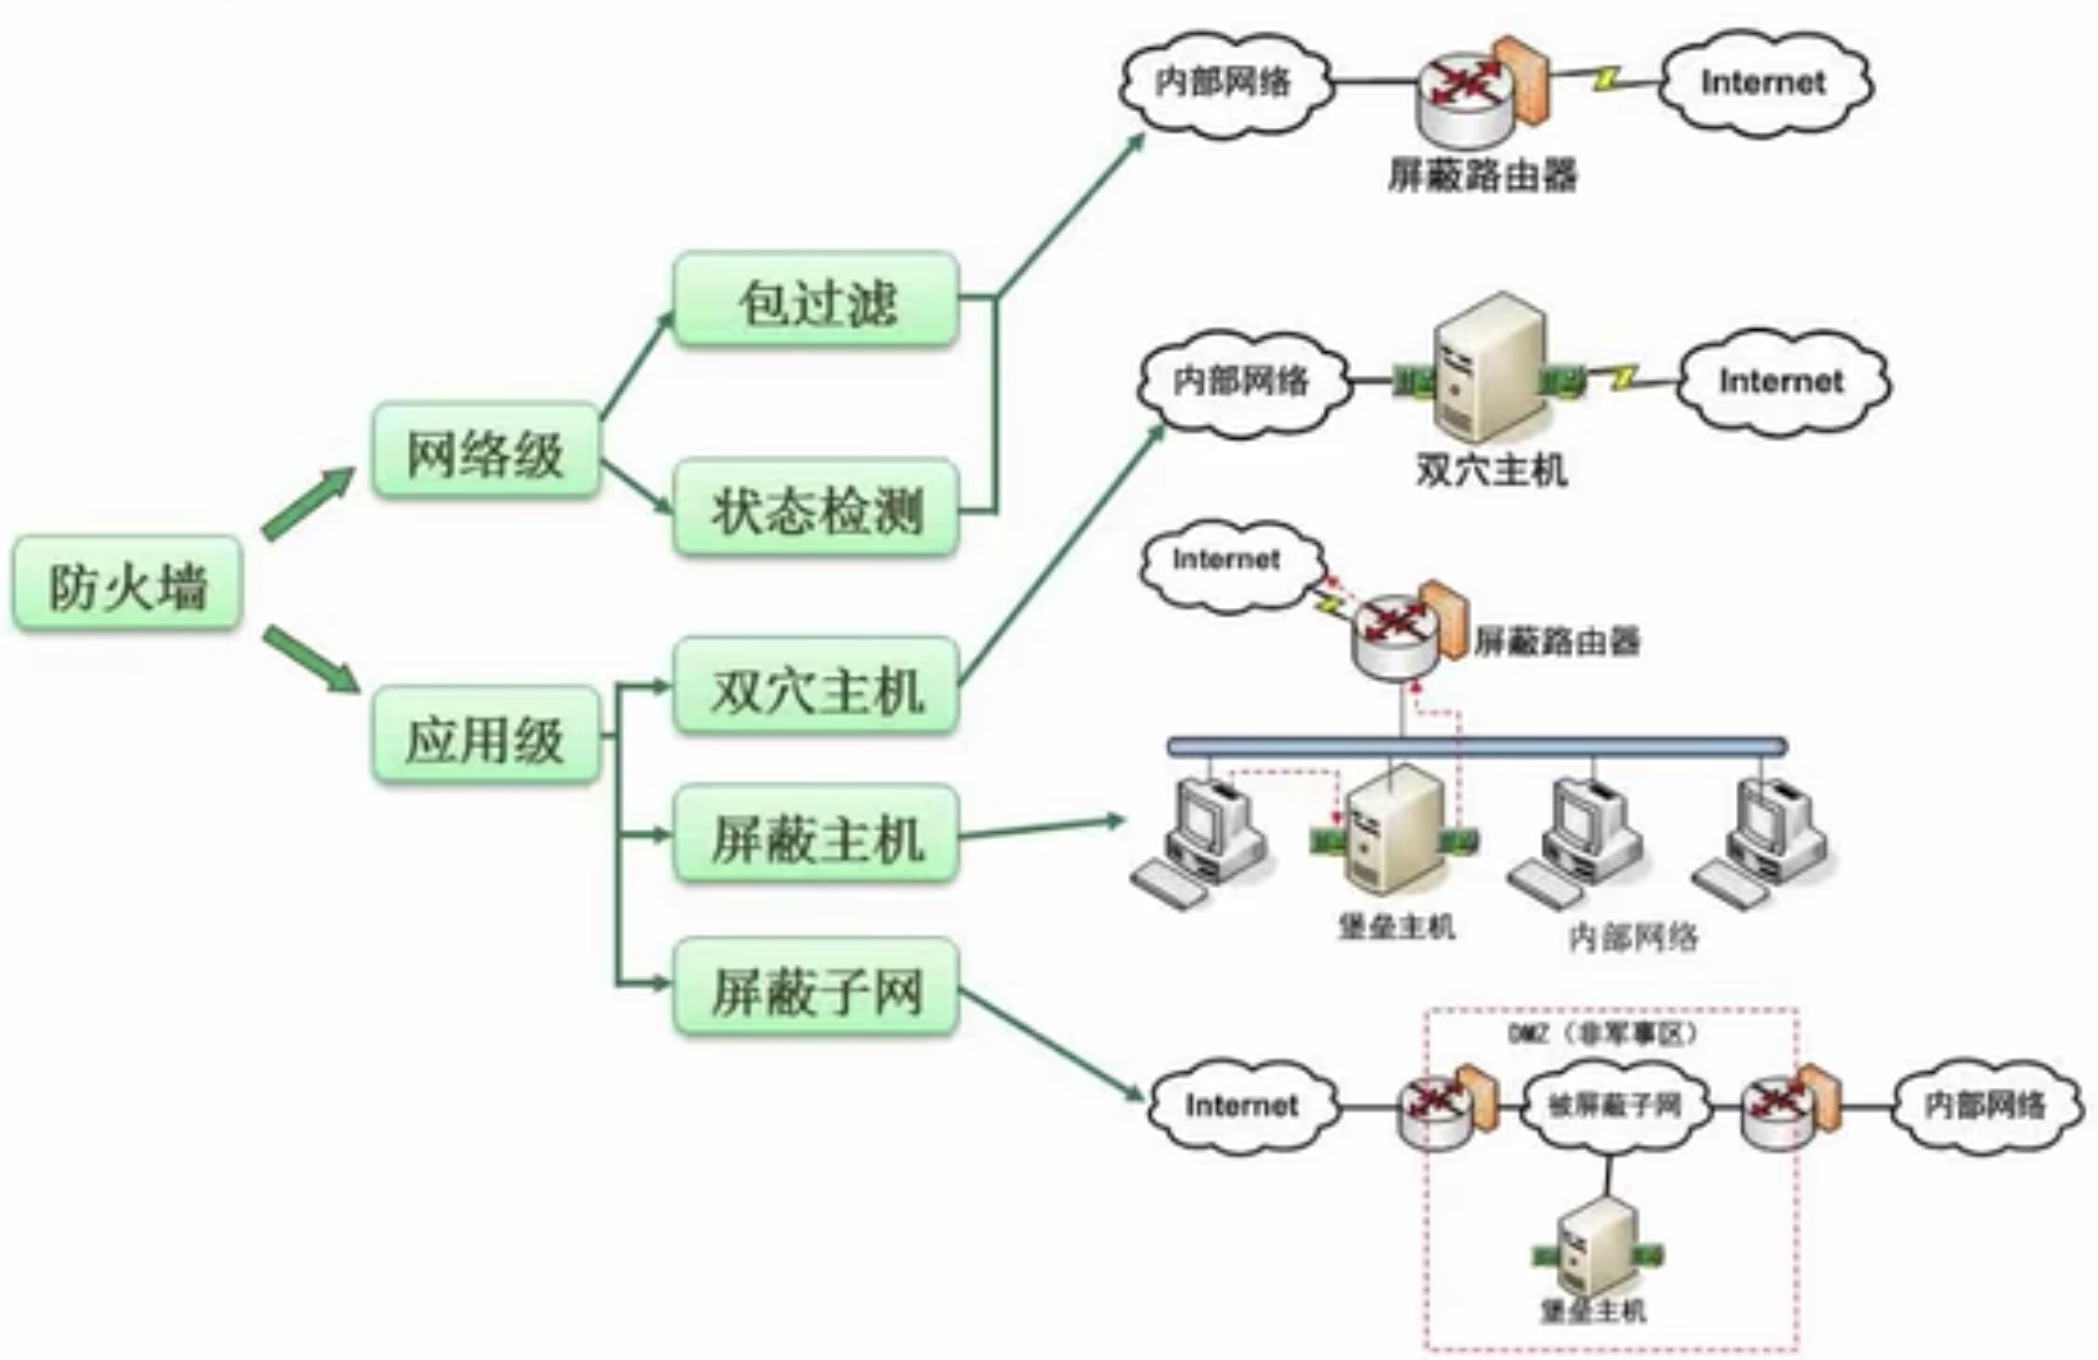 防火墙
网络级
应用级
包过滤
状态检测
双穴主机
屏蔽主机
屏蔽子网
内部网络
Internet
屏蔽路由器
内部网络
Internet
双穴主机
Internet
屏蔽路由器
堡垒主机
内部网络
DMZ（非军事区）
Internet
被屏蔽子网
内部网络
堡垒主机